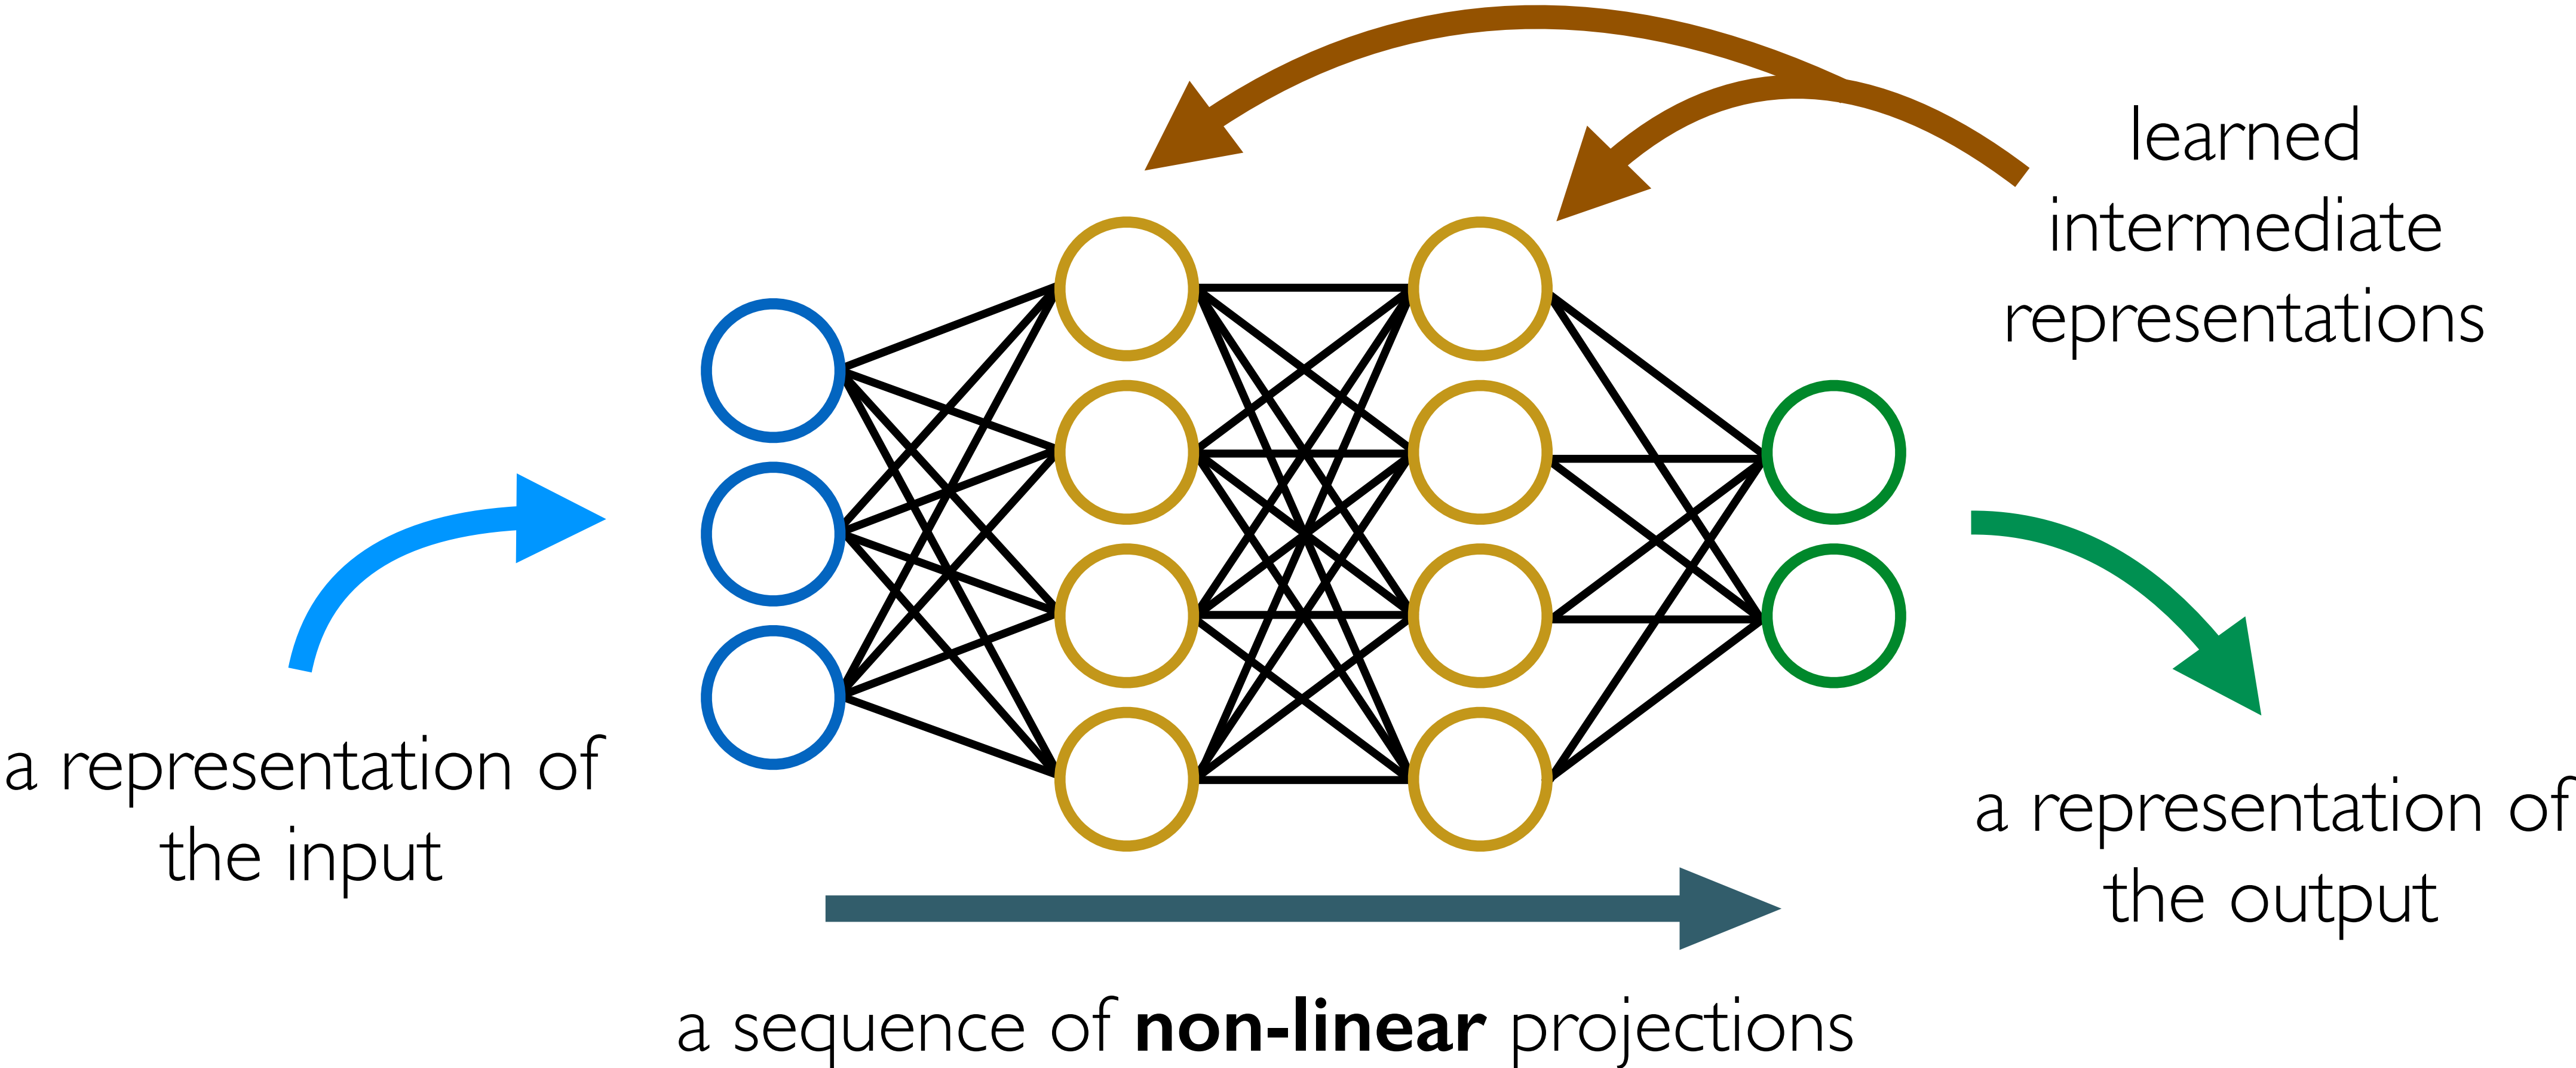 learned
intermediate
representations
a representation of
the input
a representation of
the output
a sequence of non-linear projections